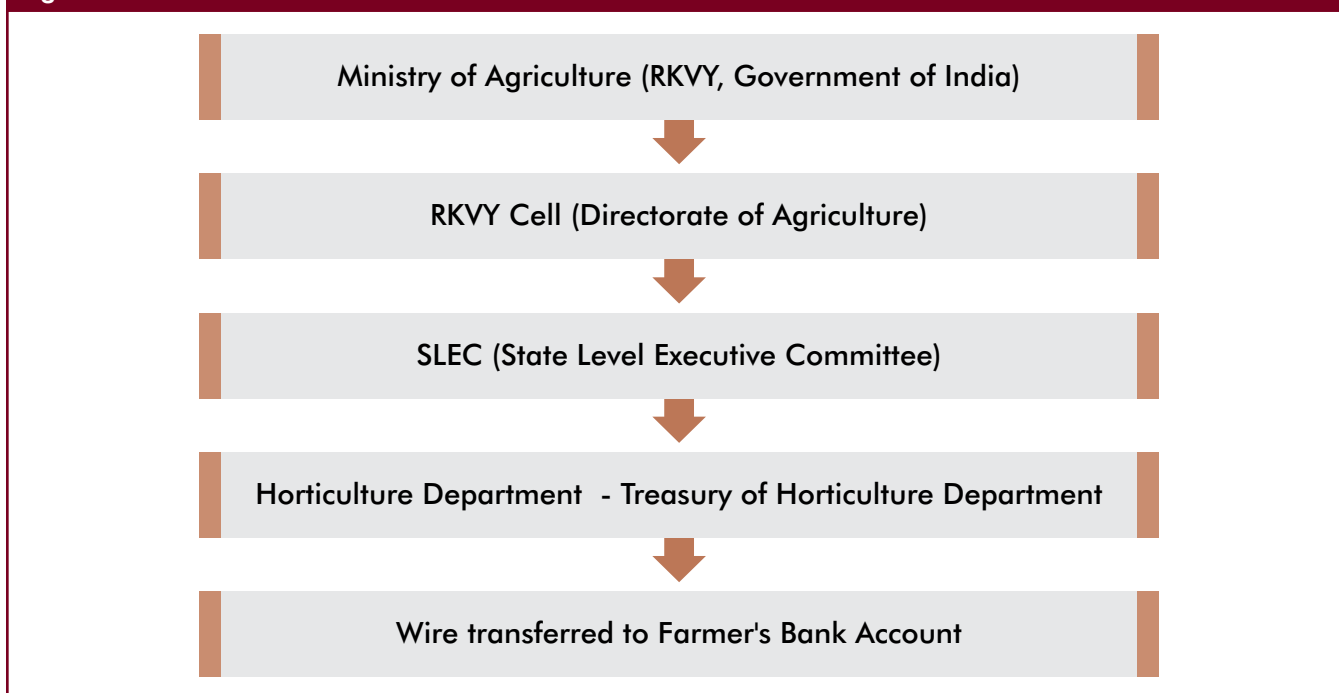 Ministry of Agriculture (RKVY, Government of India)
RKVY Cell (Directorate of Agriculture)
SLEC (State Level Executive Committee)
Horticulture Department - Treasury of Horticulture Department
Wire transferred to Farmer's Bank Account